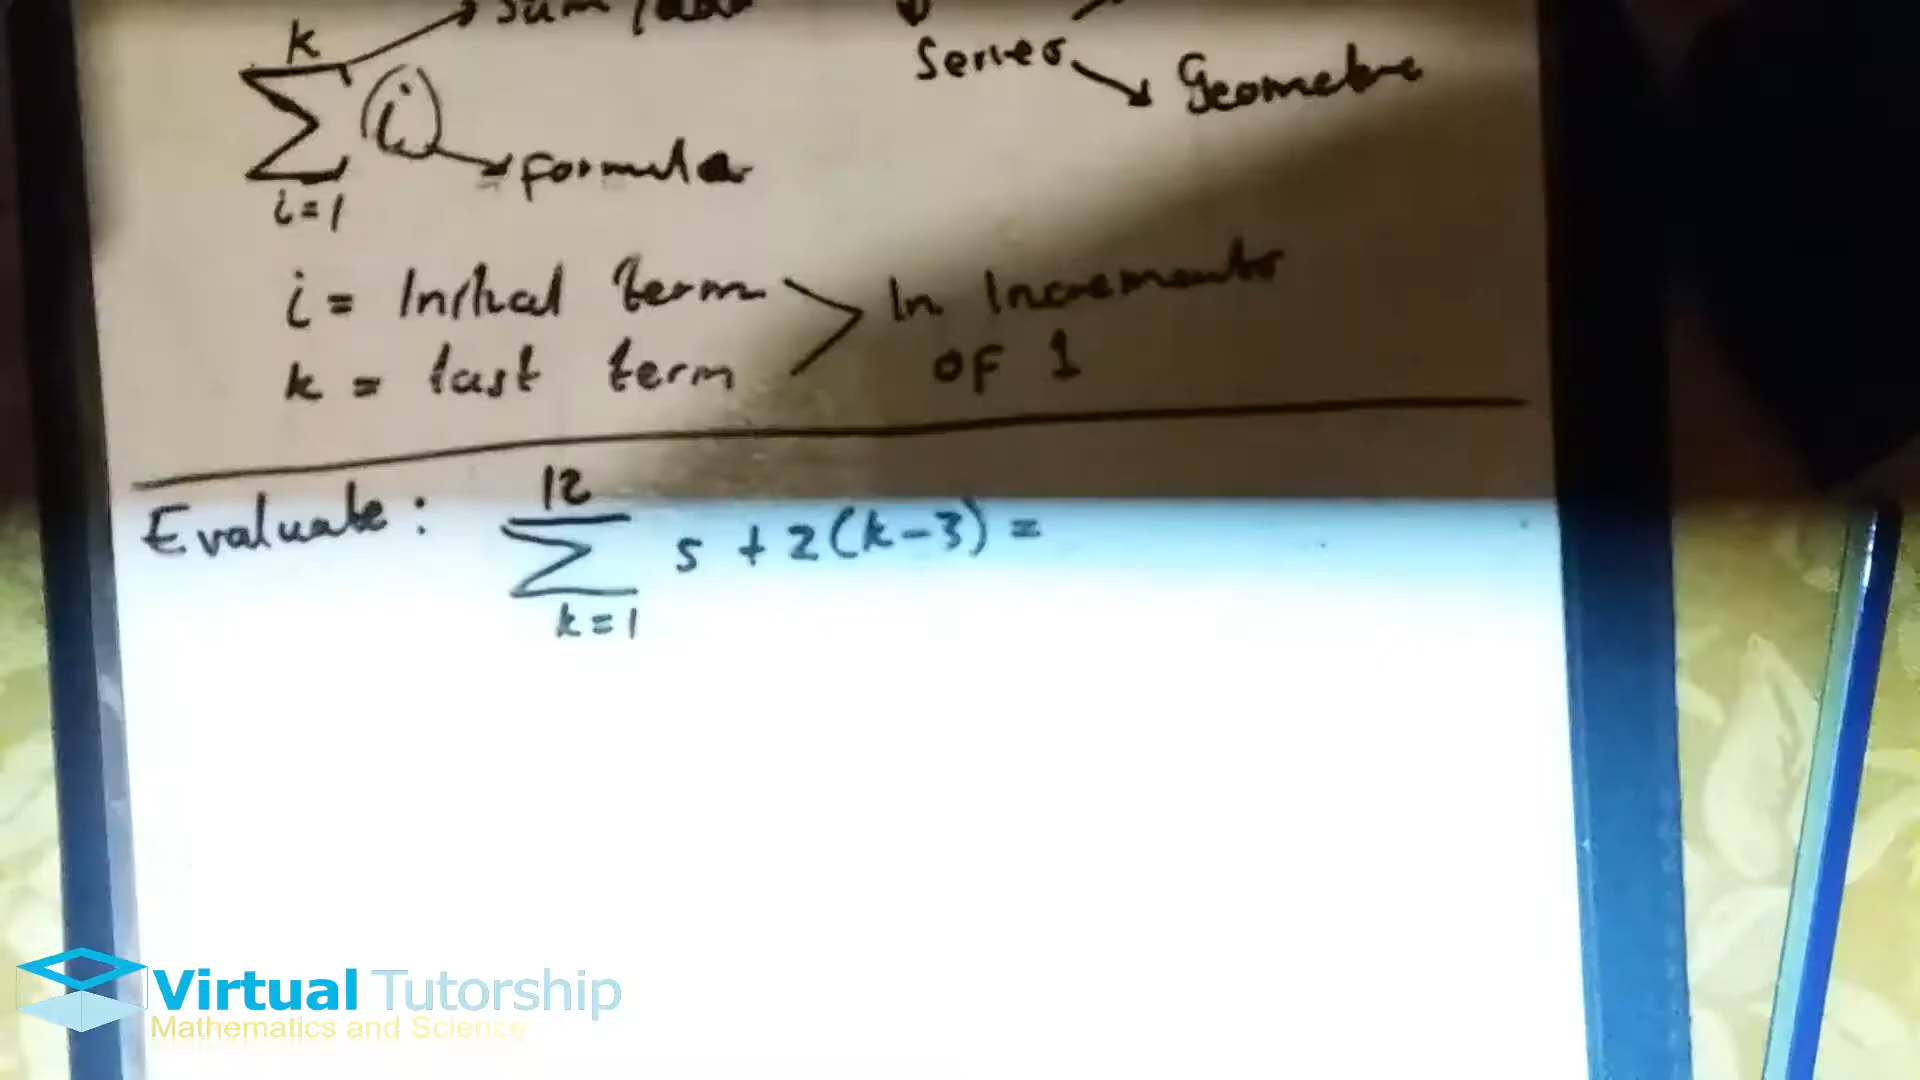 k
Series
Σ i
Geometric
formula
i=1
i = Initial term
In Increments
k = last term
of 1
12
Evaluate: Σ 5 + 2(k-3) =
k=1
Virtual Tutorship
Mathematics and Science